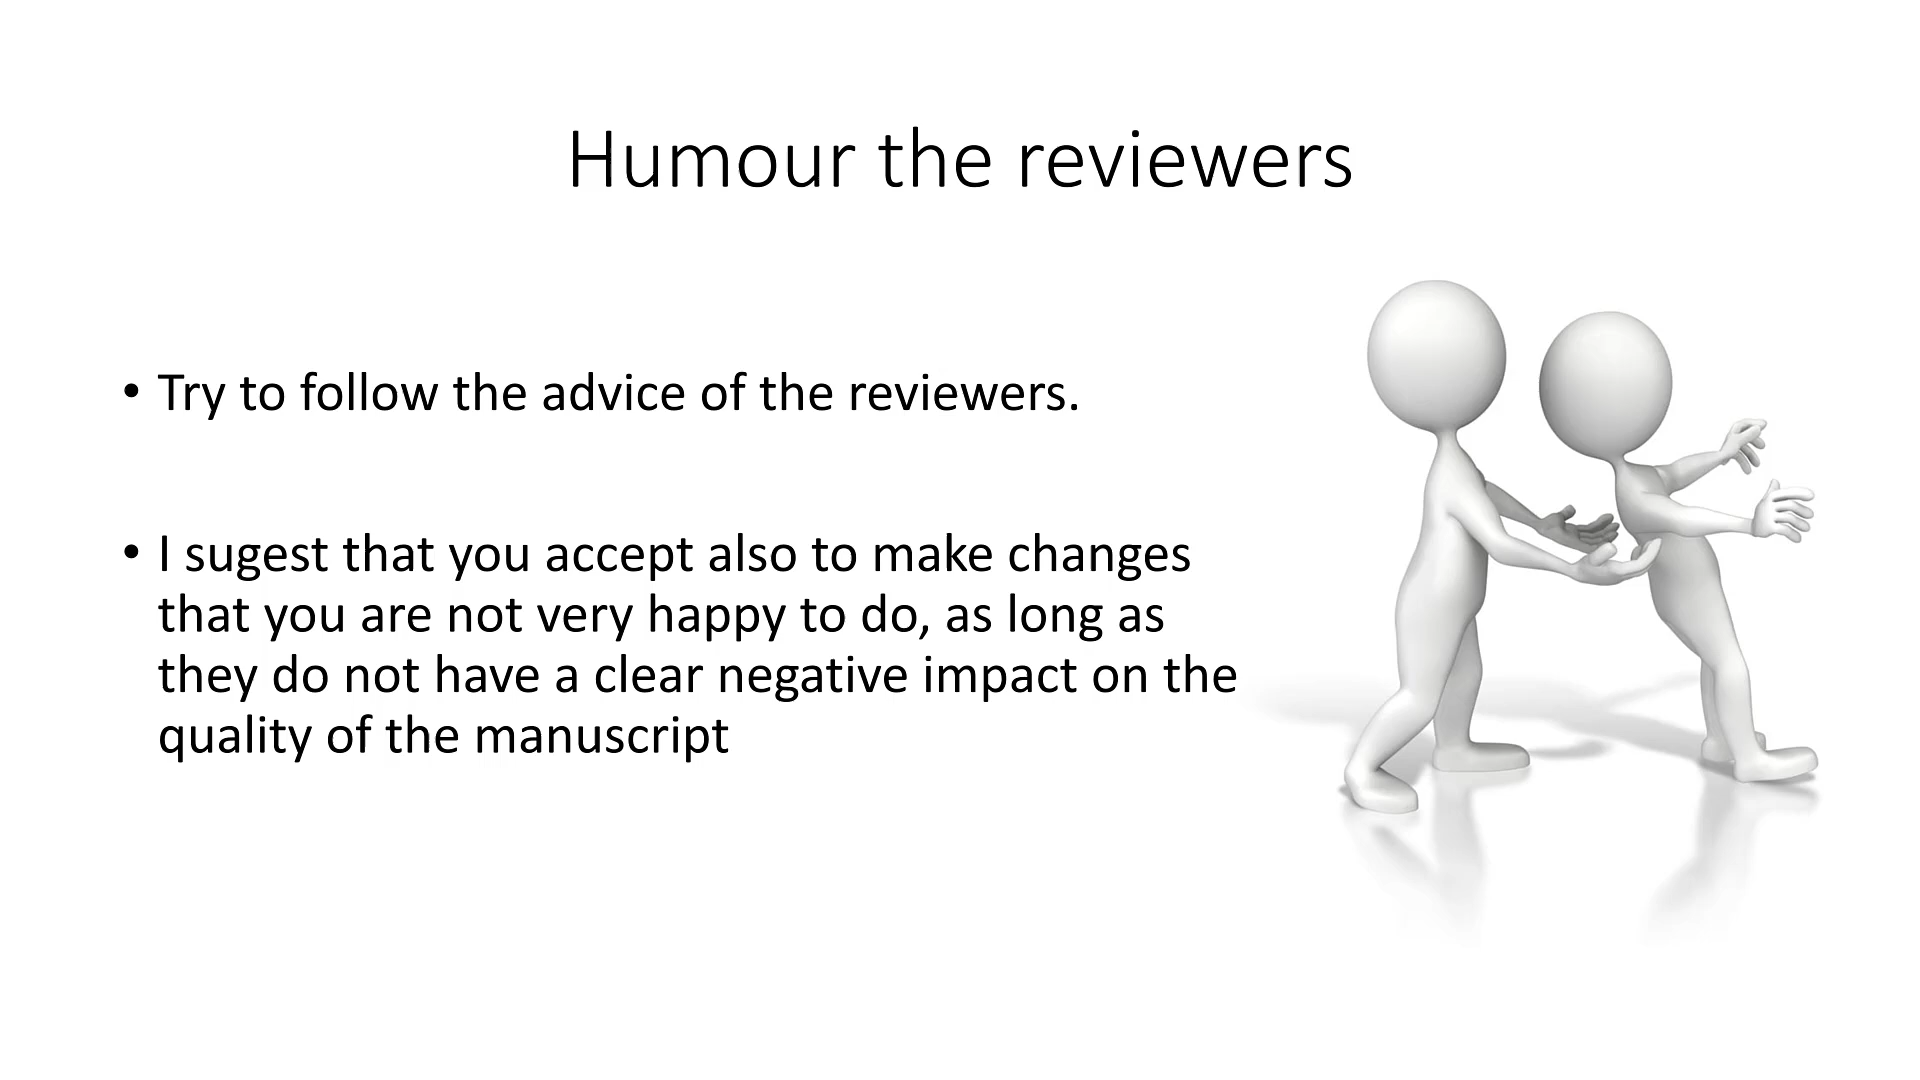 Humour the reviewers
• Try to follow the advice of the reviewers.
• I sugest that you accept also to make changes
that you are not very happy to do, as long as
they do not have a clear negative impact on the
quality of the manuscript